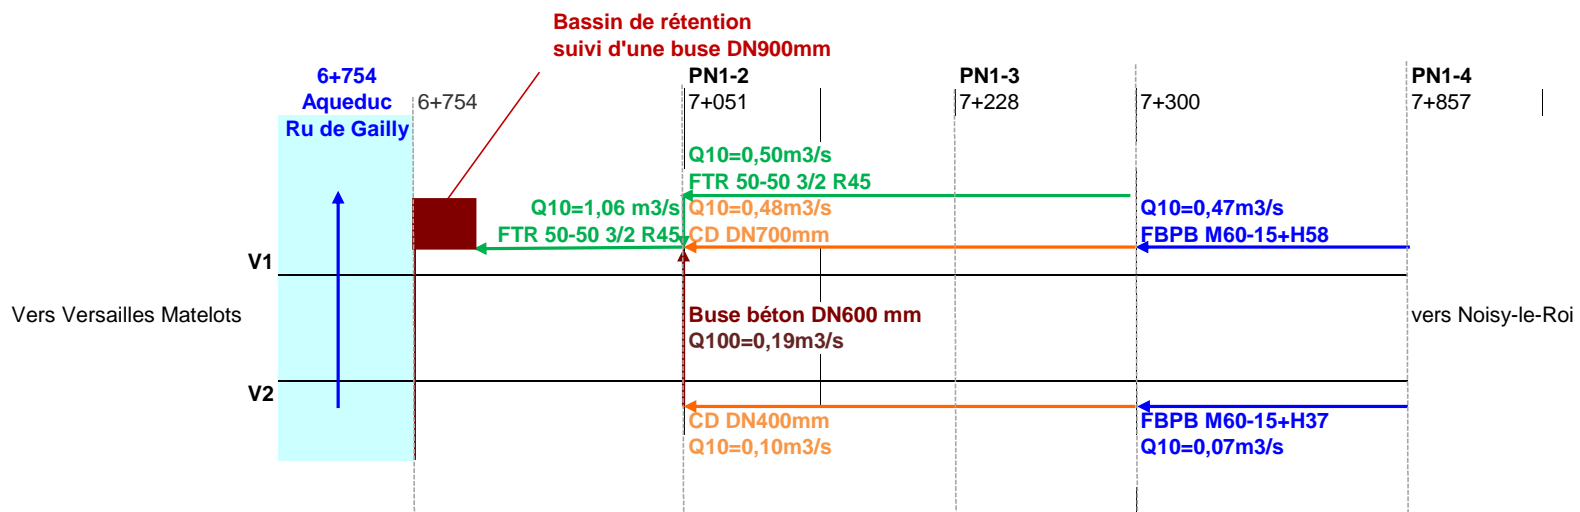 Bassin de rétention
suivi d'une buse DN900mm
6+754
Aqueduc
Ru de Gailly
6+754
PN1-2
7+051
PN1-3
7+228
7+300
PN1-4
7+857
Q10=0,50m3/s
FTR 50-50 3/2 R45
Q10=1,06 m3/s
FTR 50-50 3/2 R45
Q10=0,48m3/s
CD DN700mm
Q10=0,47m3/s
FBPB M60-15+H58
V1
Vers Versailles Matelots
Buse béton DN600 mm
Q100=0,19m3/s
vers Noisy-le-Roi
V2
CD DN400mm
Q10=0,10m3/s
FBPB M60-15+H37
Q10=0,07m3/s